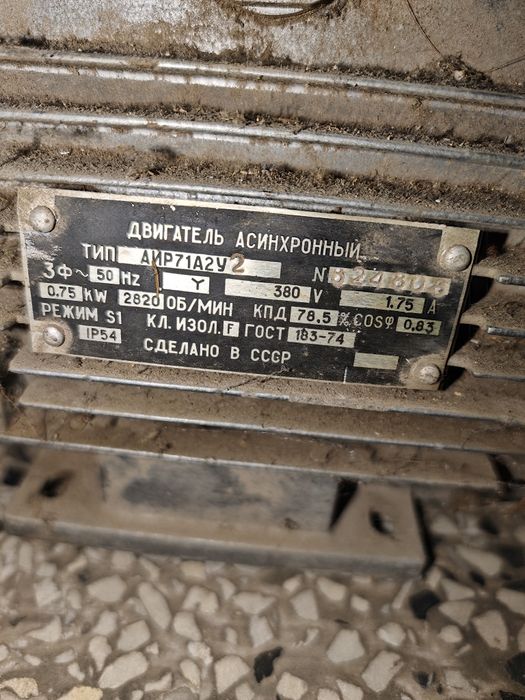 ДВИГАТЕЛЬ АСИНХРОННЫЙ
ТИП АИР71А2У2 N
3Ф~ 50 Hz Y 380 V 1.75 A
0.75 KW 2820 ОБ/МИН КПД 78.5 % COSφ 0.83
РЕЖИМ S1 КЛ. ИЗОЛ. F ГОСТ 183-74
IP54
СДЕЛАНО В СССР